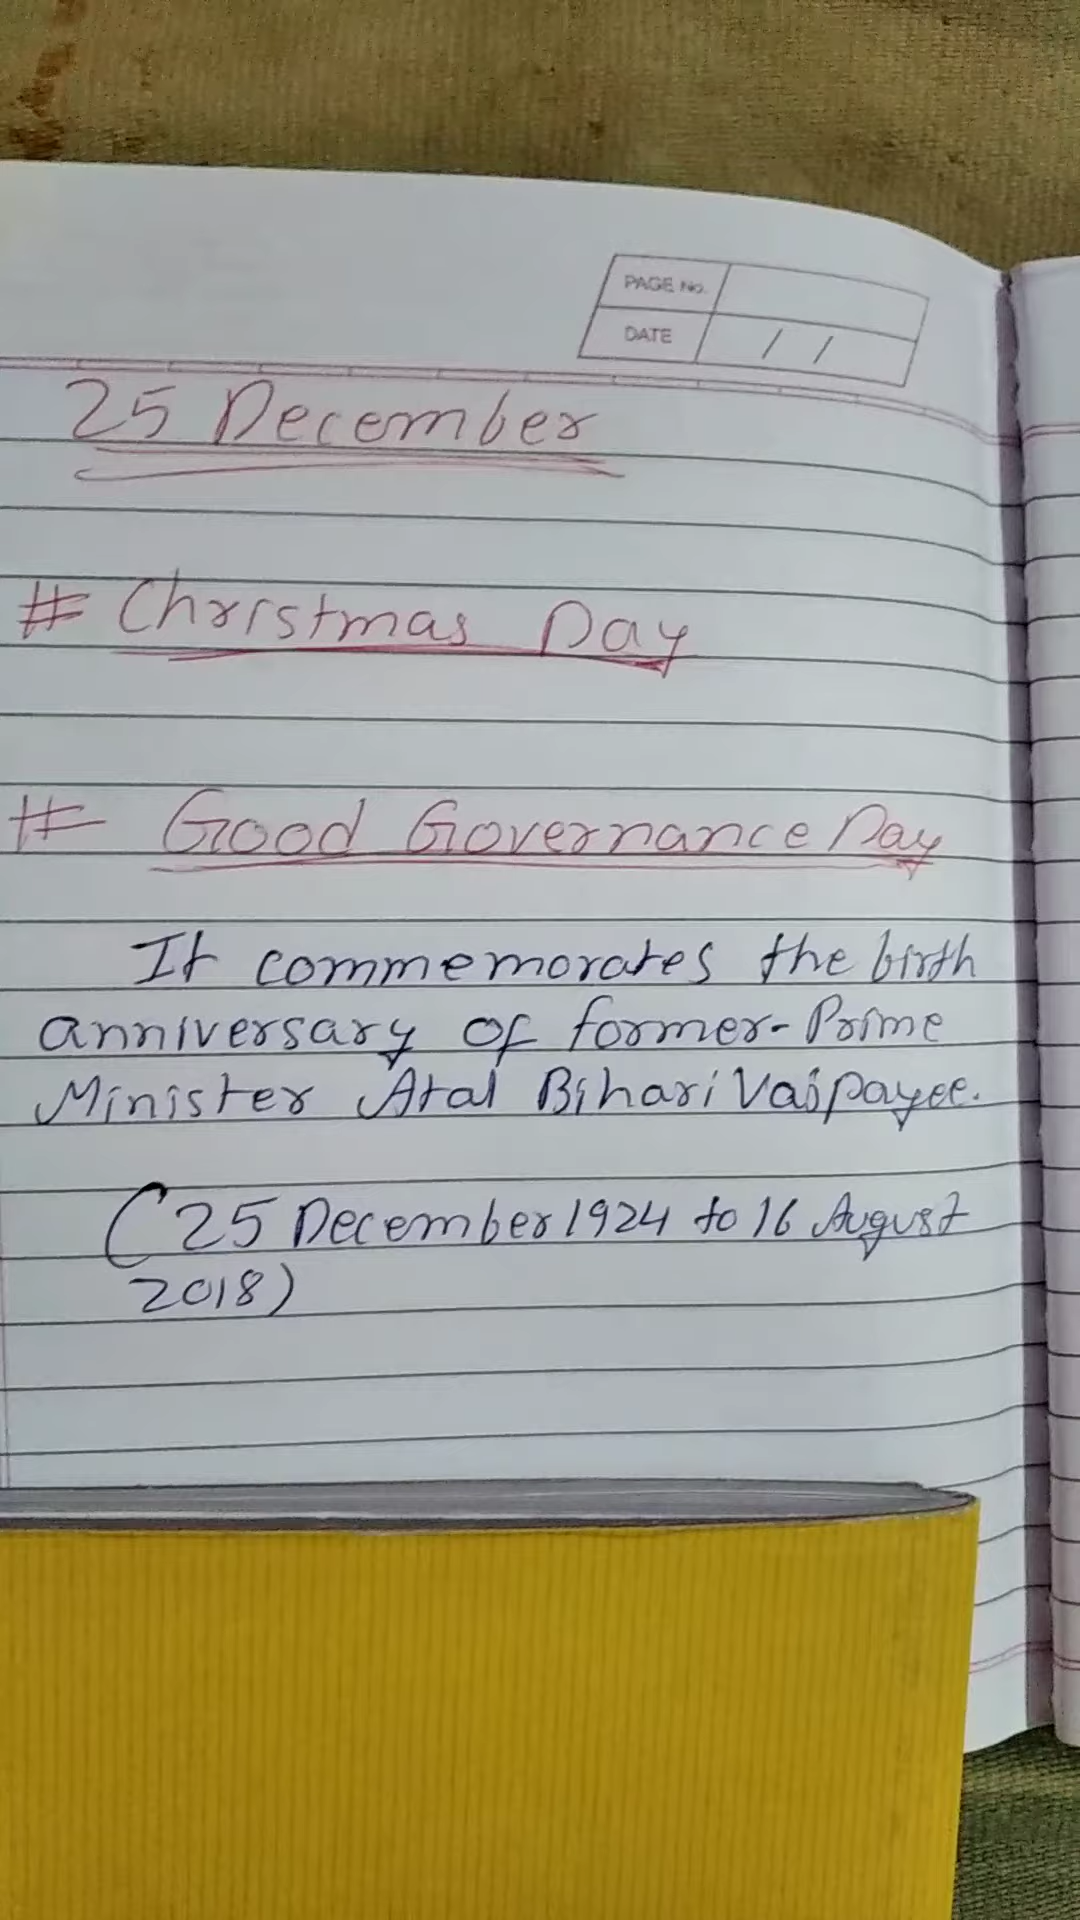 PAGE No.
DATE / /
25 December
# Christmas Day
# Good Governance Day
It commemorates the birth
anniversary of former-Prime
Minister Atal Bihari Vajpayee.
(25 December 1924 to 16 August
2018)